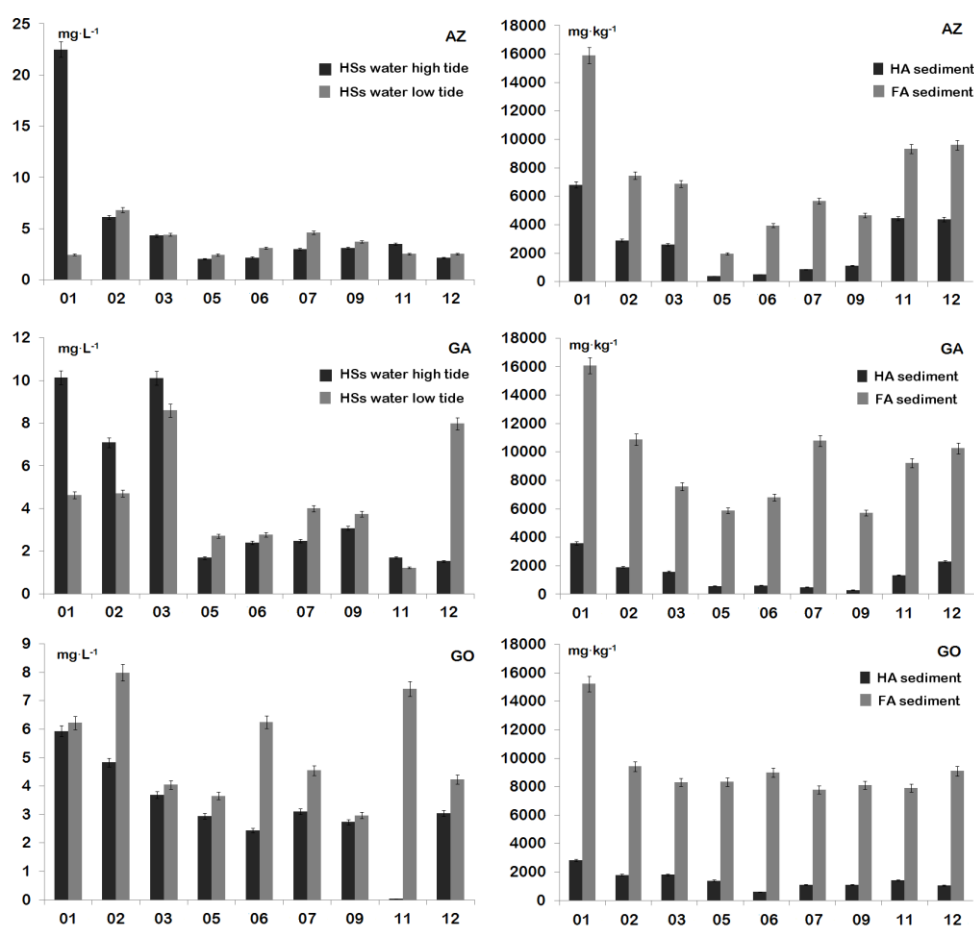 mg·L-1
AZ
HSs water high tide
HSs water low tide
25
20
15
10
5
0
01 02 03 05 06 07 09 11 12
mg·kg-1
AZ
HA sediment
FA sediment
18000
16000
14000
12000
10000
8000
6000
4000
2000
0
01 02 03 05 06 07 09 11 12
mg·L-1
GA
HSs water high tide
HSs water low tide
12
10
8
6
4
2
0
01 02 03 05 06 07 09 11 12
mg·kg-1
GA
HA sediment
FA sediment
18000
16000
14000
12000
10000
8000
6000
4000
2000
0
01 02 03 05 06 07 09 11 12
mg·L-1
GO
9
8
7
6
5
4
3
2
1
0
01 02 03 05 06 07 09 11 12
mg·kg-1
GO
HA sediment
FA sediment
18000
16000
14000
12000
10000
8000
6000
4000
2000
0
01 02 03 05 06 07 09 11 12